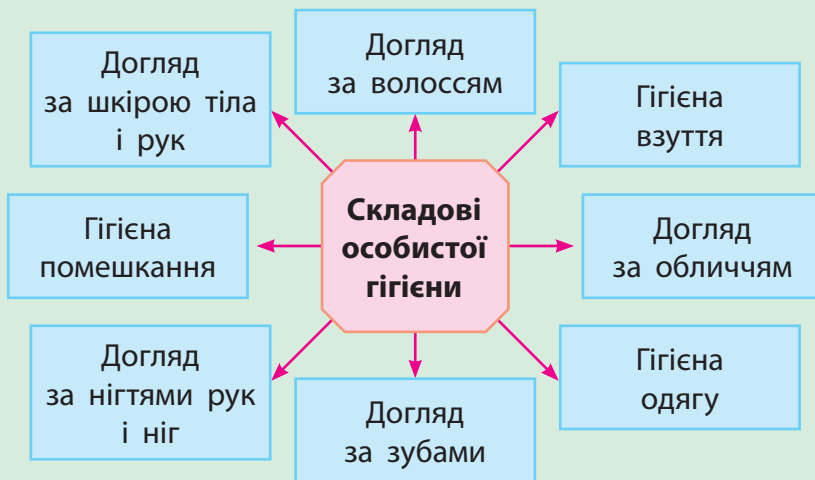 Догляд
за шкірою тіла
і рук
Догляд
за волоссям
Гігієна
взуття
Гігієна
помешкання
Складові
особистої
гігієни
Догляд
за обличчям
Догляд
за нігтями рук
і ніг
Догляд
за зубами
Гігієна
одягу